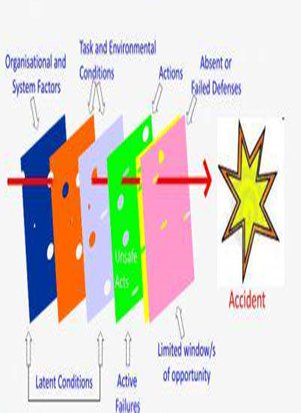 Organisational and
System Factors
Task and Environmental
Conditions
Actions
Absent or
Failed Defenses
Unsafe
Acts
Accident
Limited window/s
of opportunity
Latent Conditions
Active
Failures